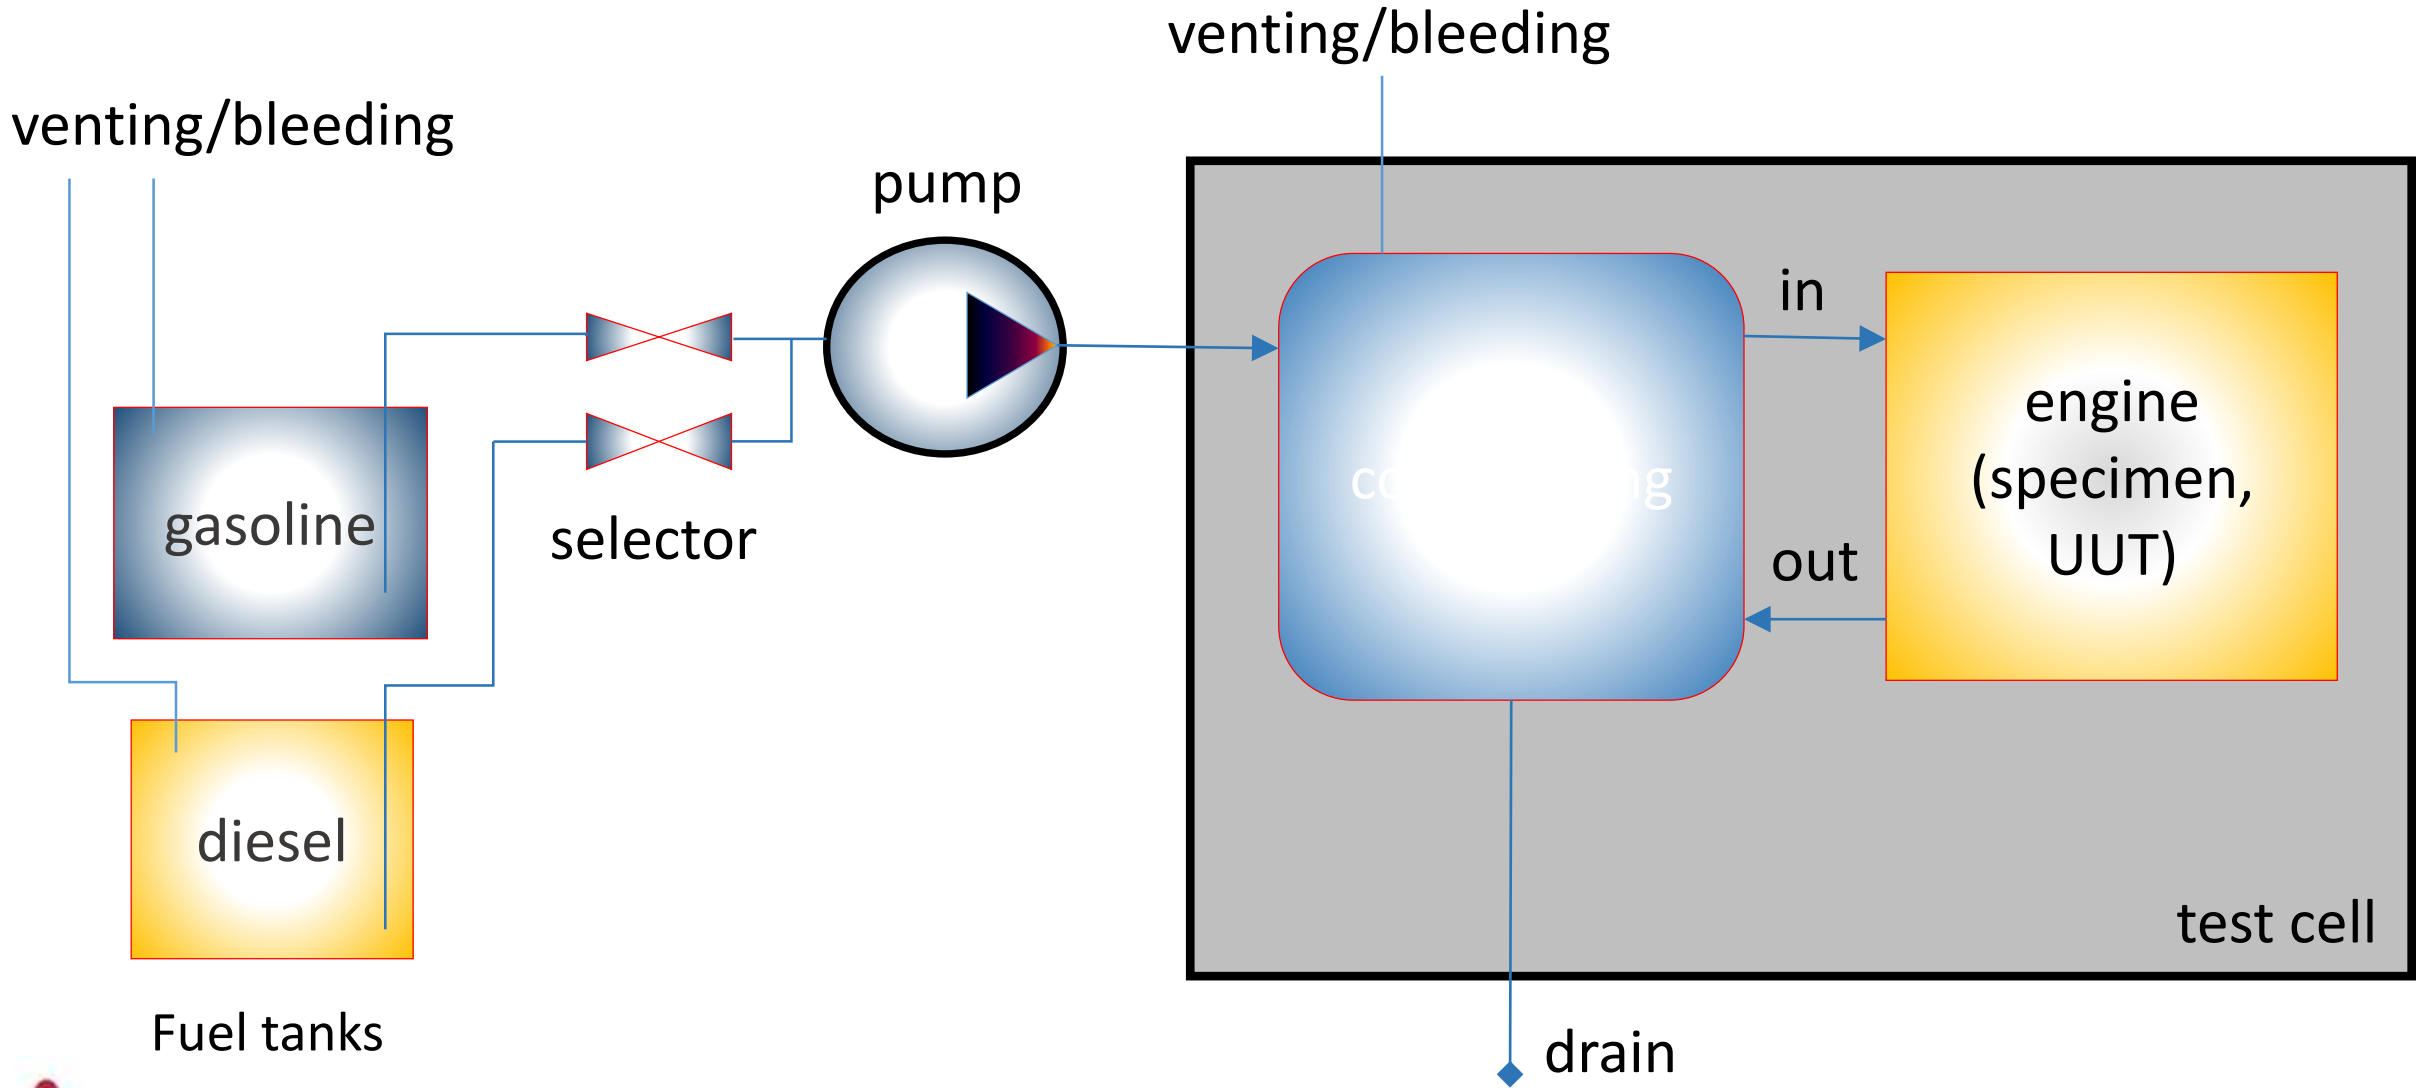 venting/bleeding
venting/bleeding
pump
in
engine
(specimen,
UUT)
gasoline
selector
out
diesel
test cell
Fuel tanks
drain